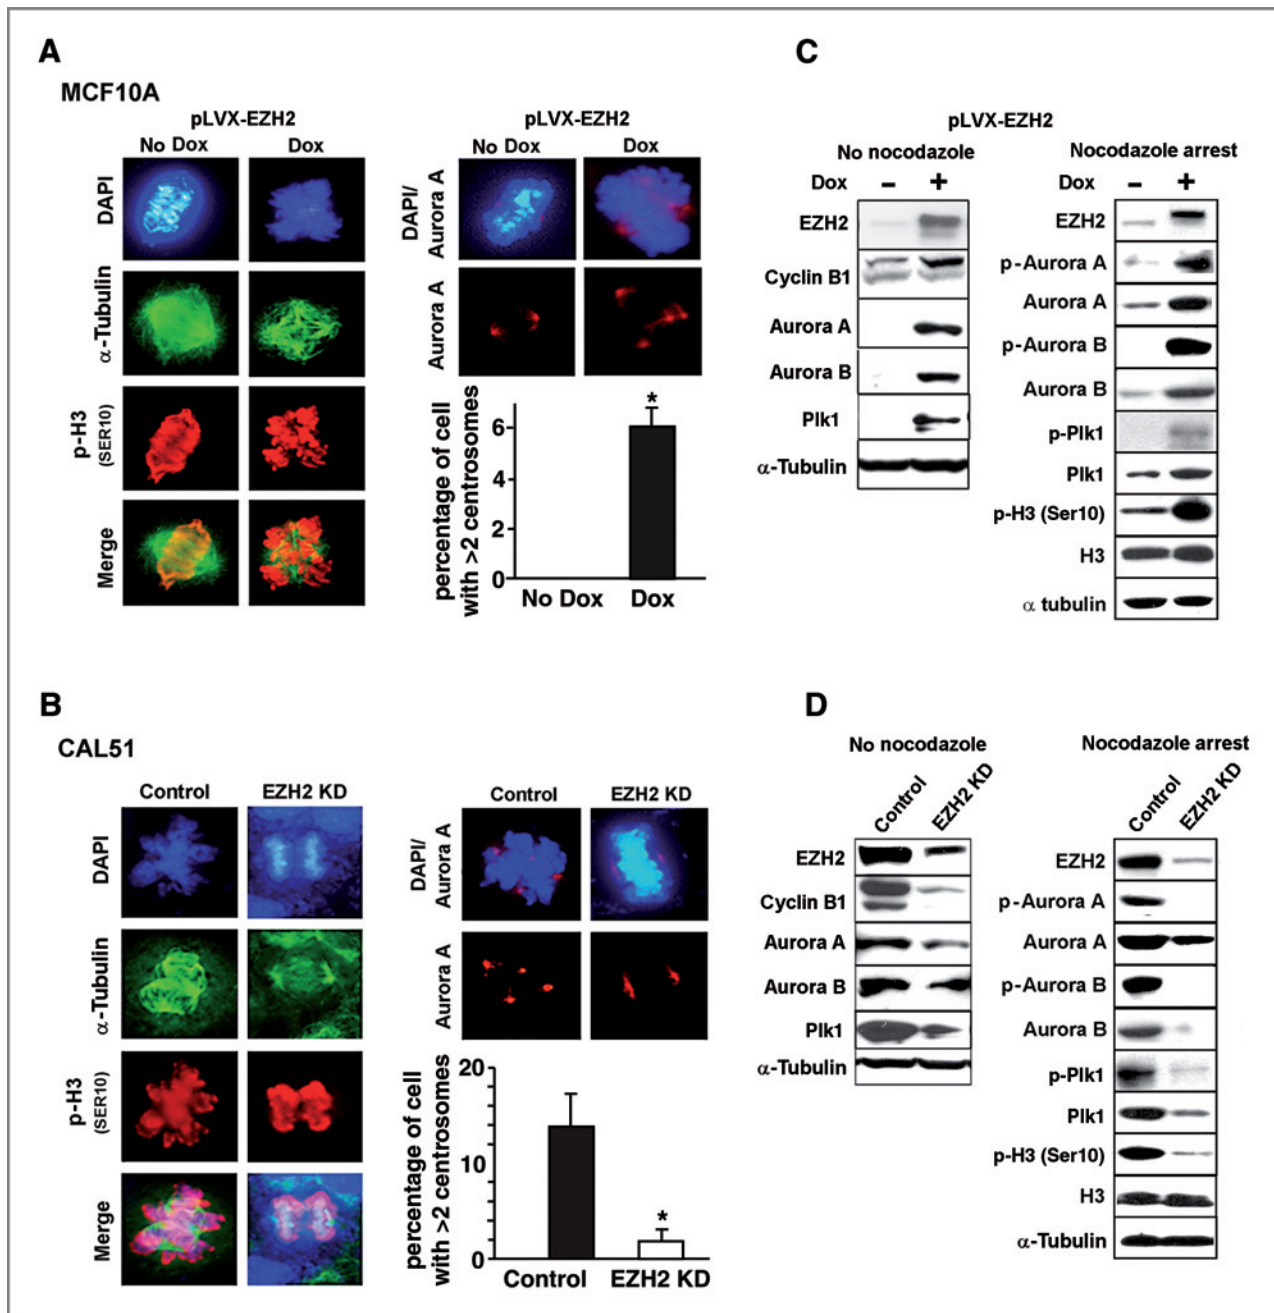 A
MCF10A
pLVX-EZH2
No Dox Dox
DAPI
α-Tubulin
p-H3
(SER10)
Merge
pLVX-EZH2
No Dox Dox
DAPI/
Aurora A
Aurora A
percentage of cell
with >2 centrosomes
6
4
2
0
*
No Dox Dox
C
pLVX-EZH2
No nocodazole
Dox − +
EZH2
Cyclin B1
Aurora A
Aurora B
Plk1
α-Tubulin
Nocodazole arrest
Dox − +
EZH2
p-Aurora A
Aurora A
p-Aurora B
Aurora B
p-Plk1
Plk1
p-H3 (Ser10)
H3
α tubulin
B
CAL51
Control EZH2 KD
DAPI
α-Tubulin
p-H3
(SER10)
Merge
Control EZH2 KD
DAPI/
Aurora A
Aurora A
percentage of cell
with >2 centrosomes
20
10
0
*
Control EZH2 KD
D
No nocodazole
Control EZH2 KD
EZH2
Cyclin B1
Aurora A
Aurora B
Plk1
α-Tubulin
Nocodazole arrest
Control EZH2 KD
EZH2
p-Aurora A
Aurora A
p-Aurora B
Aurora B
p-Plk1
Plk1
p-H3 (Ser10)
H3
α-Tubulin